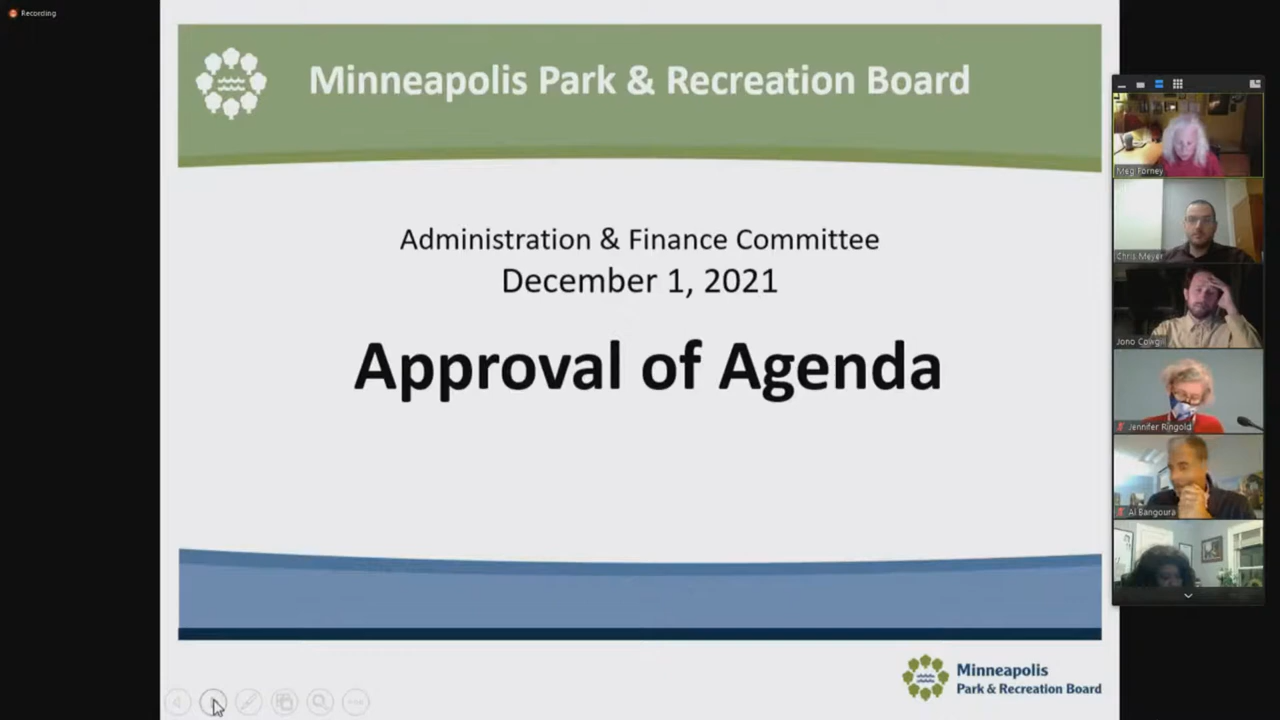 Recording
Minneapolis Park & Recreation Board
Administration & Finance Committee
December 1, 2021
Approval of Agenda
Minneapolis
Park & Recreation Board
Meg Forney
Chris Meyer
Jono Cowgill
Jennifer Ringold
Al Bangoura